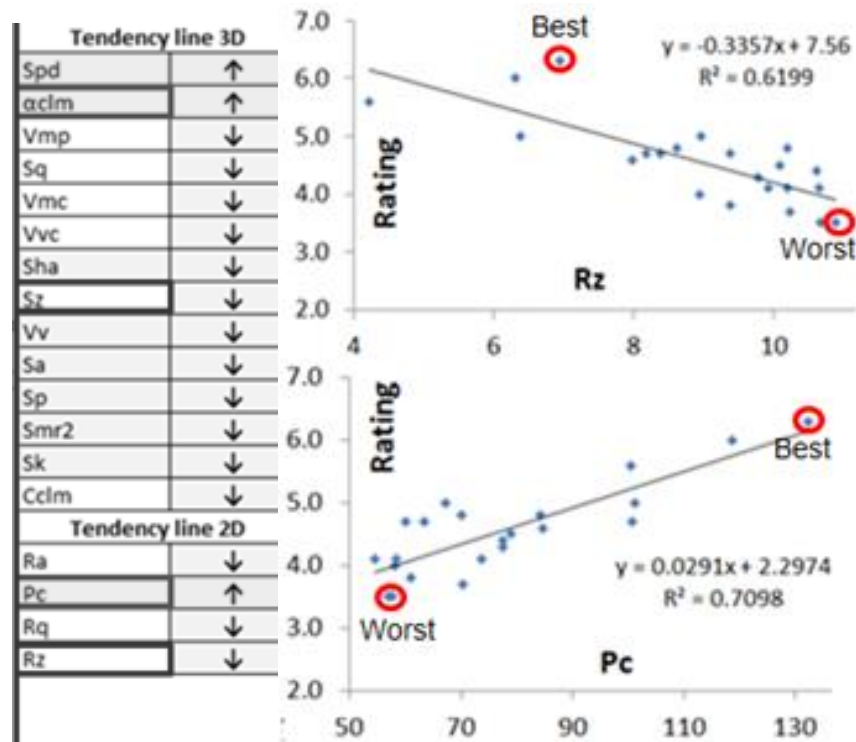 Tendency line 3D
Spd ↑
αclm ↑
Vmp ↓
Sq ↓
Vmc ↓
Vvc ↓
Sha ↓
Sz ↓
Vv ↓
Sa ↓
Sp ↓
Smr2 ↓
Sk ↓
Cclm ↓
Tendency line 2D
Ra ↓
Pc ↑
Rq ↓
Rz ↓
7.0
6.0
5.0
4.0
3.0
2.0
Rating
Best
y = -0.3357x + 7.56
R² = 0.6199
Worst
Rz
4 6 8 10
7.0
6.0
5.0
4.0
3.0
2.0
Rating
Best
y = 0.0291x + 2.2974
R² = 0.7098
Worst
Pc
50 70 90 110 130